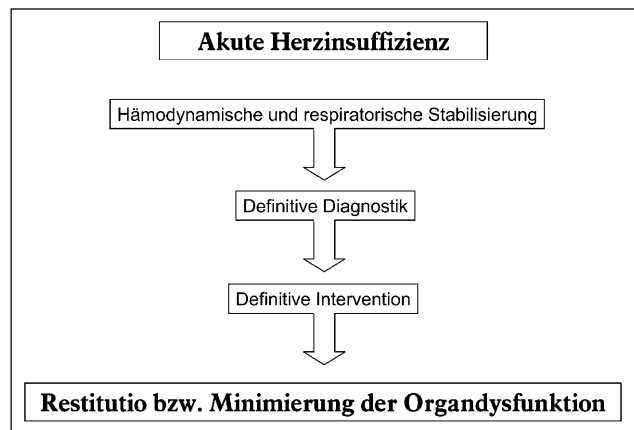 Akute Herzinsuffizienz
Hämodynamische und respiratorische Stabilisierung
Definitive Diagnostik
Definitive Intervention
Restitutio bzw. Minimierung der Organdysfunktion